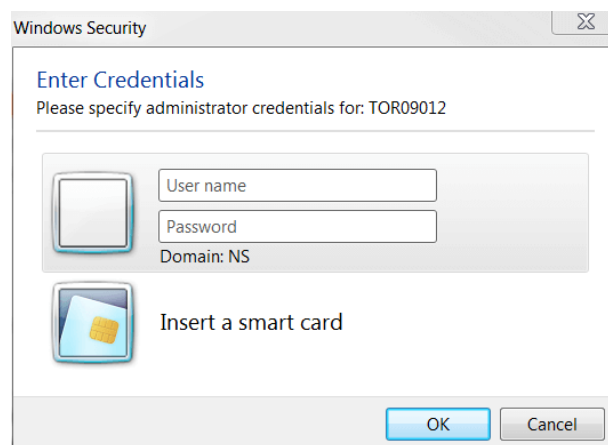 Windows Security
Enter Credentials
Please specify administrator credentials for: TOR09012
User name
Password
Domain: NS
Insert a smart card
OK
Cancel